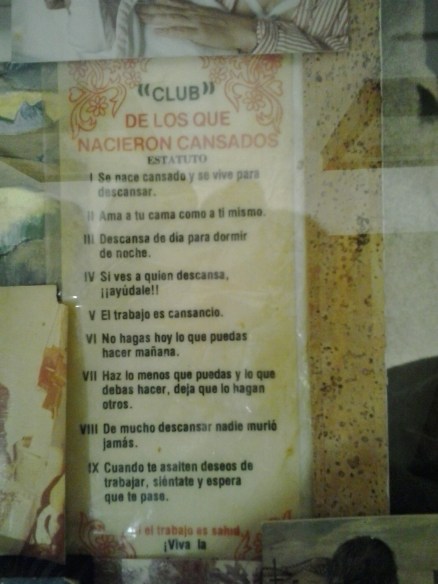 "CLUB"
DE LOS QUE
NACIERON CANSADOS
ESTATUTO
I Se nace cansado y se vive para
descansar.
II Ama a tu cama como a ti mismo.
III Descansa de día para dormir
de noche.
IV Si ves a quien descansa,
¡¡ayúdale!!
V El trabajo es cansancio.
VI No hagas hoy lo que puedas
hacer mañana.
VII Haz lo menos que puedas y lo que
debas hacer, deja que lo hagan
otros.
VIII De mucho descansar nadie murió
jamás.
IX Cuando te asalten deseos de
trabajar, siéntate y espera
que te pase.
el trabajo es salud
¡Viva la